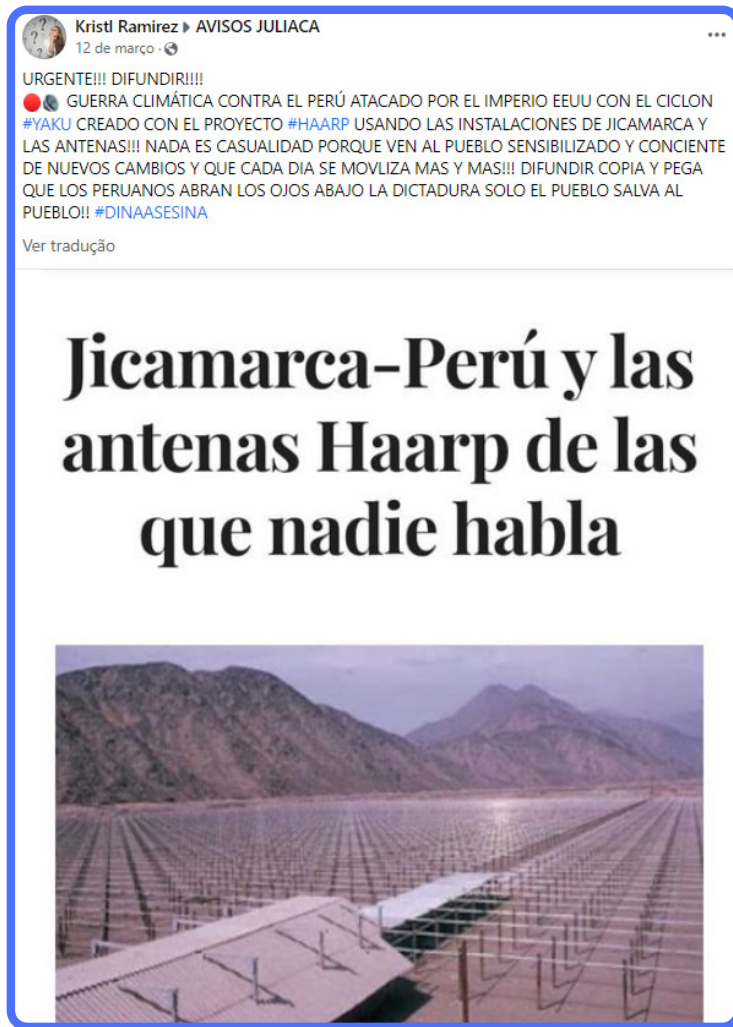 Kristl Ramirez ▸ AVISOS JULIACA
12 de março ·
URGENTE!!! DIFUNDIR!!!!
GUERRA CLIMÁTICA CONTRA EL PERÚ ATACADO POR EL IMPERIO EEUU CON EL CICLON
#YAKU CREADO CON EL PROYECTO #HAARP USANDO LAS INSTALACIONES DE JICAMARCA Y
LAS ANTENAS!!! NADA ES CASUALIDAD PORQUE VEN AL PUEBLO SENSIBILIZADO Y CONCIENTE
DE NUEVOS CAMBIOS Y QUE CADA DIA SE MOVLIZA MAS Y MAS!!! DIFUNDIR COPIA Y PEGA
QUE LOS PERUANOS ABRAN LOS OJOS ABAJO LA DICTADURA SOLO EL PUEBLO SALVA AL
PUEBLO!! #DINAASESINA
Ver tradução
Jicamarca-Perú y las
antenas Haarp de las
que nadie habla